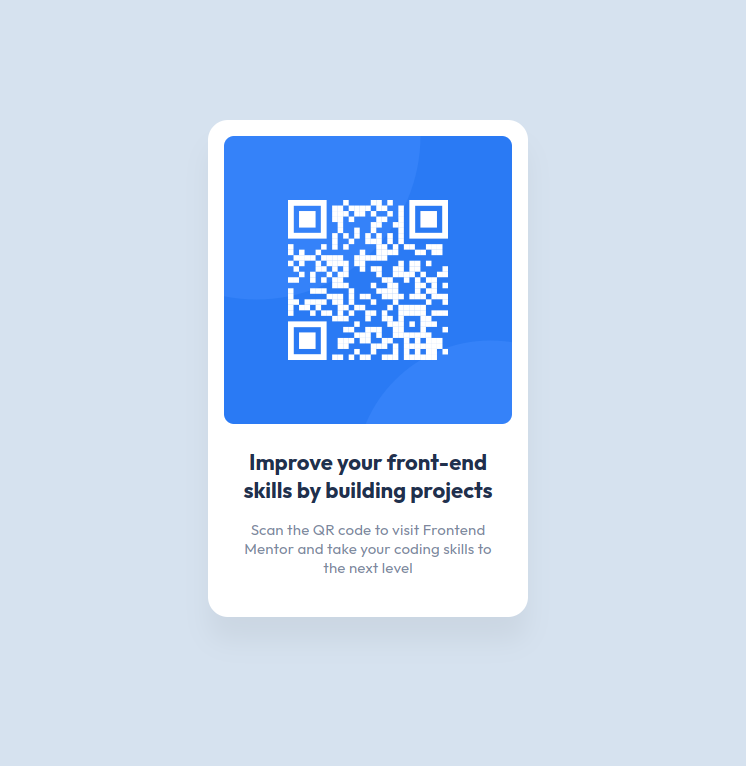 Improve your front-end
skills by building projects
Scan the QR code to visit Frontend
Mentor and take your coding skills to
the next level